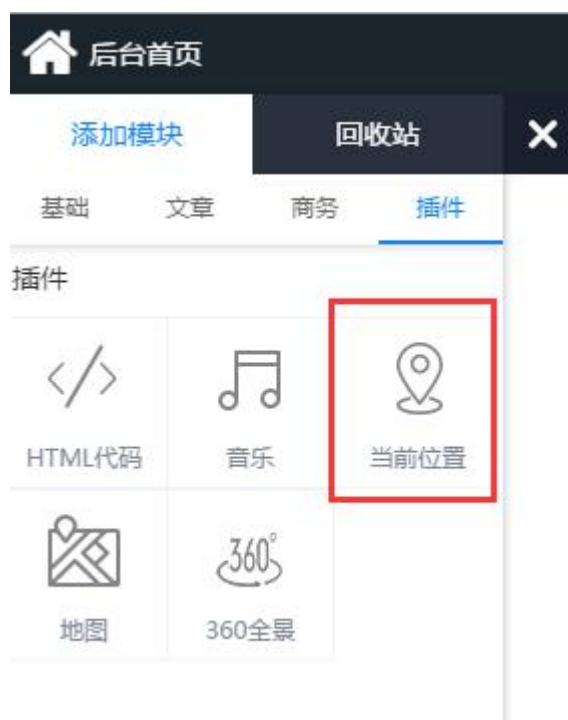 后台首页
添加模块 回收站
基础 文章 商务 插件
插件
HTML代码 音乐 当前位置
360°
地图 360全景